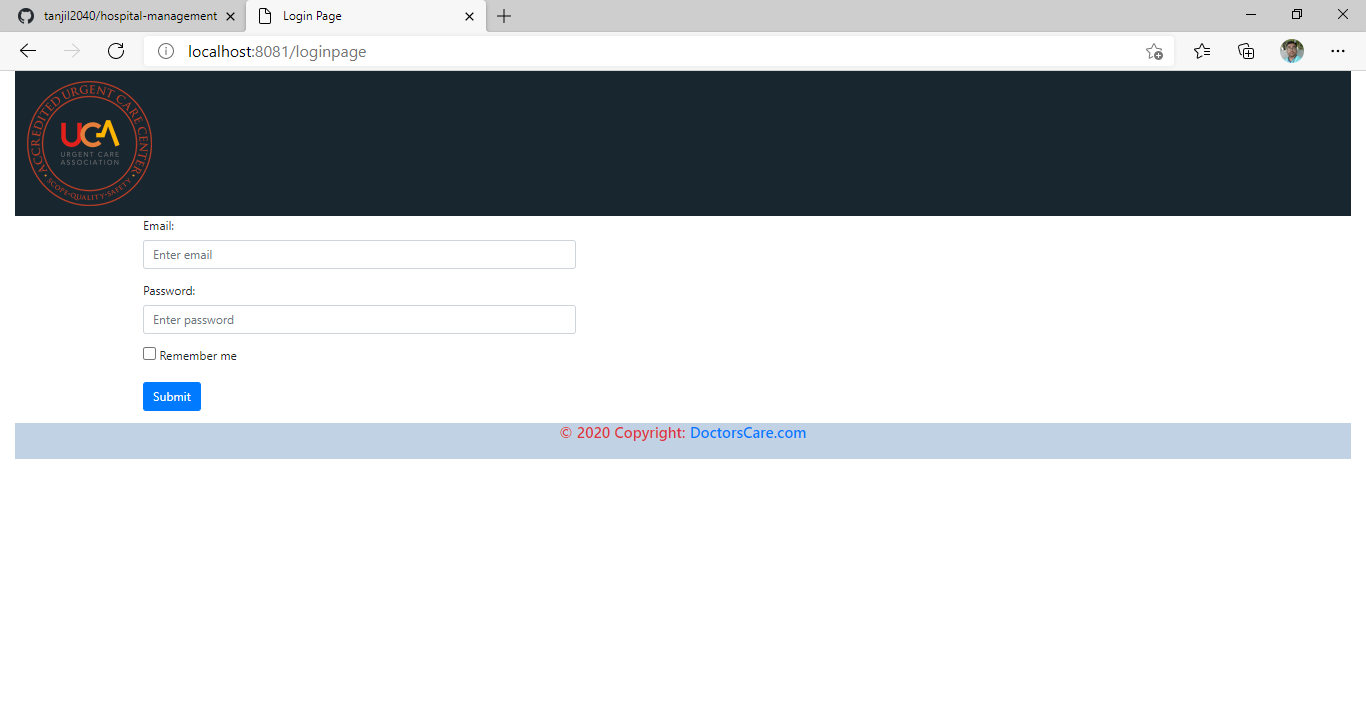 tanjil2040/hospital-management
Login Page
localhost:8081/loginpage
ACCREDITED URGENT CARE CENTER
UCA
URGENT CARE
ASSOCIATION
• SCOPE•QUALITY•SAFETY •
Email:
Enter email
Password:
Enter password
Remember me
Submit
© 2020 Copyright: DoctorsCare.com